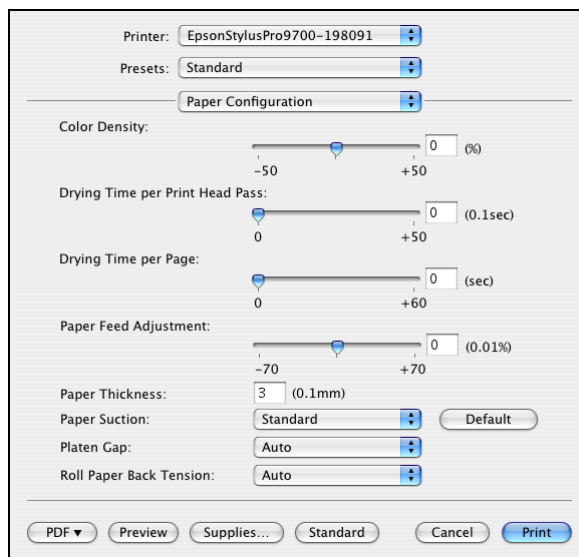 Printer: EpsonStylusPro9700-198091
Presets: Standard
Paper Configuration
Color Density:
0 (%)
-50 +50
Drying Time per Print Head Pass:
0 (0.1sec)
0 +50
Drying Time per Page:
0 (sec)
0 +60
Paper Feed Adjustment:
0 (0.01%)
-70 +70
Paper Thickness: 3 (0.1mm)
Paper Suction: Standard Default
Platen Gap: Auto
Roll Paper Back Tension: Auto
PDF ▾ Preview Supplies... Standard Cancel Print